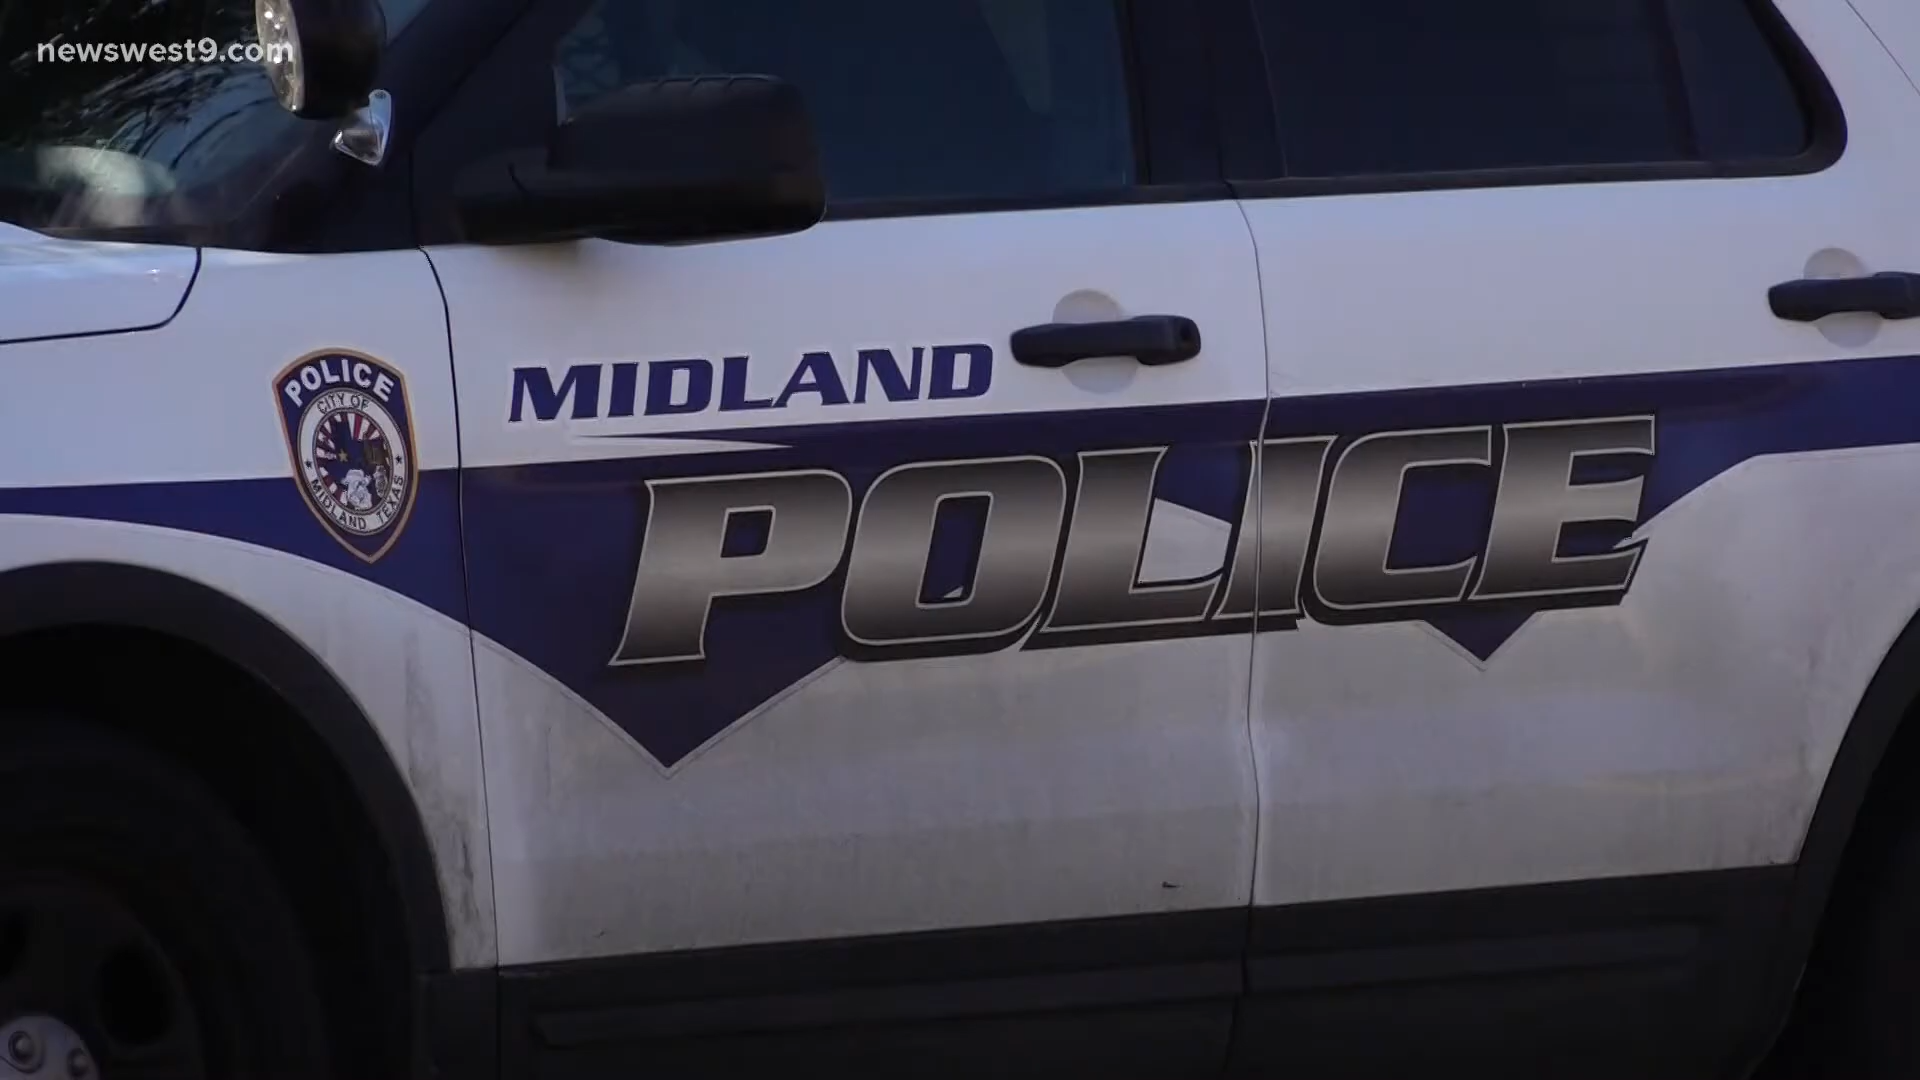 newswest9.com
MIDLAND
POLICE
POLICE
CITY OF
MIDLAND TEXAS